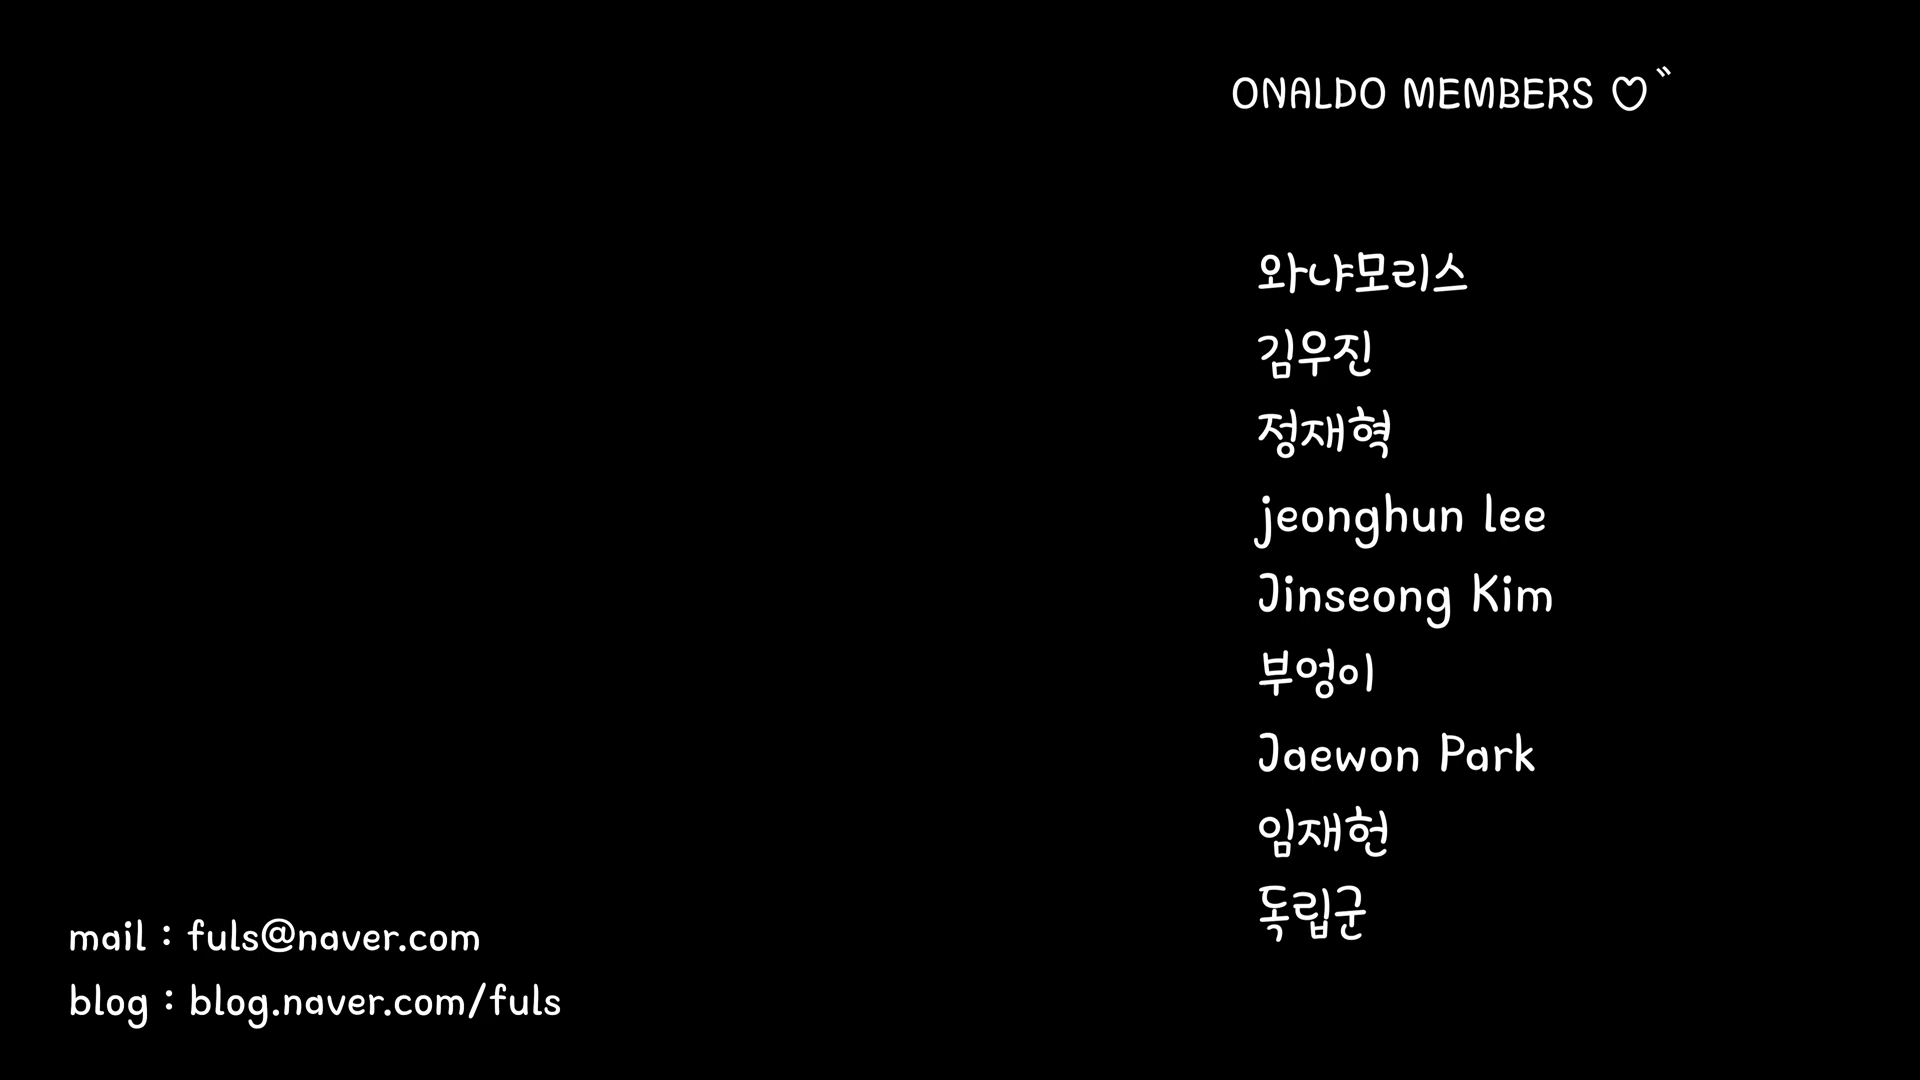 ONALDO MEMBERS ♡〃
와냐모리스
김우진
정재혁
jeonghun lee
Jinseong Kim
부엉이
Jaewon Park
임재헌
독립군
mail : fuls@naver.com
blog : blog.naver.com/fuls